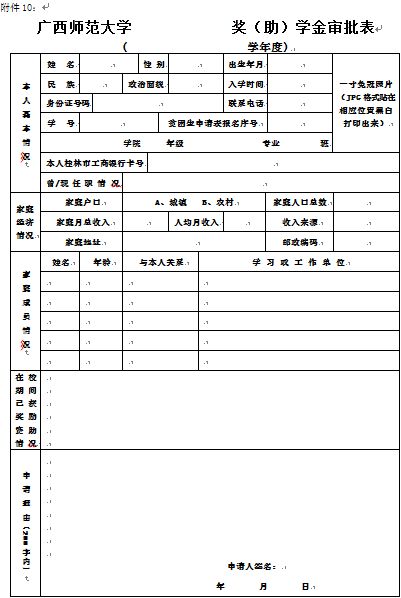 附件10：
广西师范大学 奖（助）学金审批表
（ 学年度）
本人基本情况
姓 名 性 别 出生年月
一寸免冠照片（JPG格式贴在相应位置黑白打印出来）
民 族 政治面貌 入学时间
身份证号码 联系电话
学 号 贫困生申请表报名序号
学院 年级 专业 班
本人桂林市工商银行卡号
曾/现任职情况
家庭经济情况
家庭户口 A、城镇 B、农村 家庭人口总数
家庭月总收入 人均月收入 收入来源
家庭地址 邮政编码
家庭成员情况
姓名 年龄 与本人关系 学 习 或 工 作 单 位
在校期间已获奖励资助情况
申请理由（200字内）
申请人签名：
年 月 日